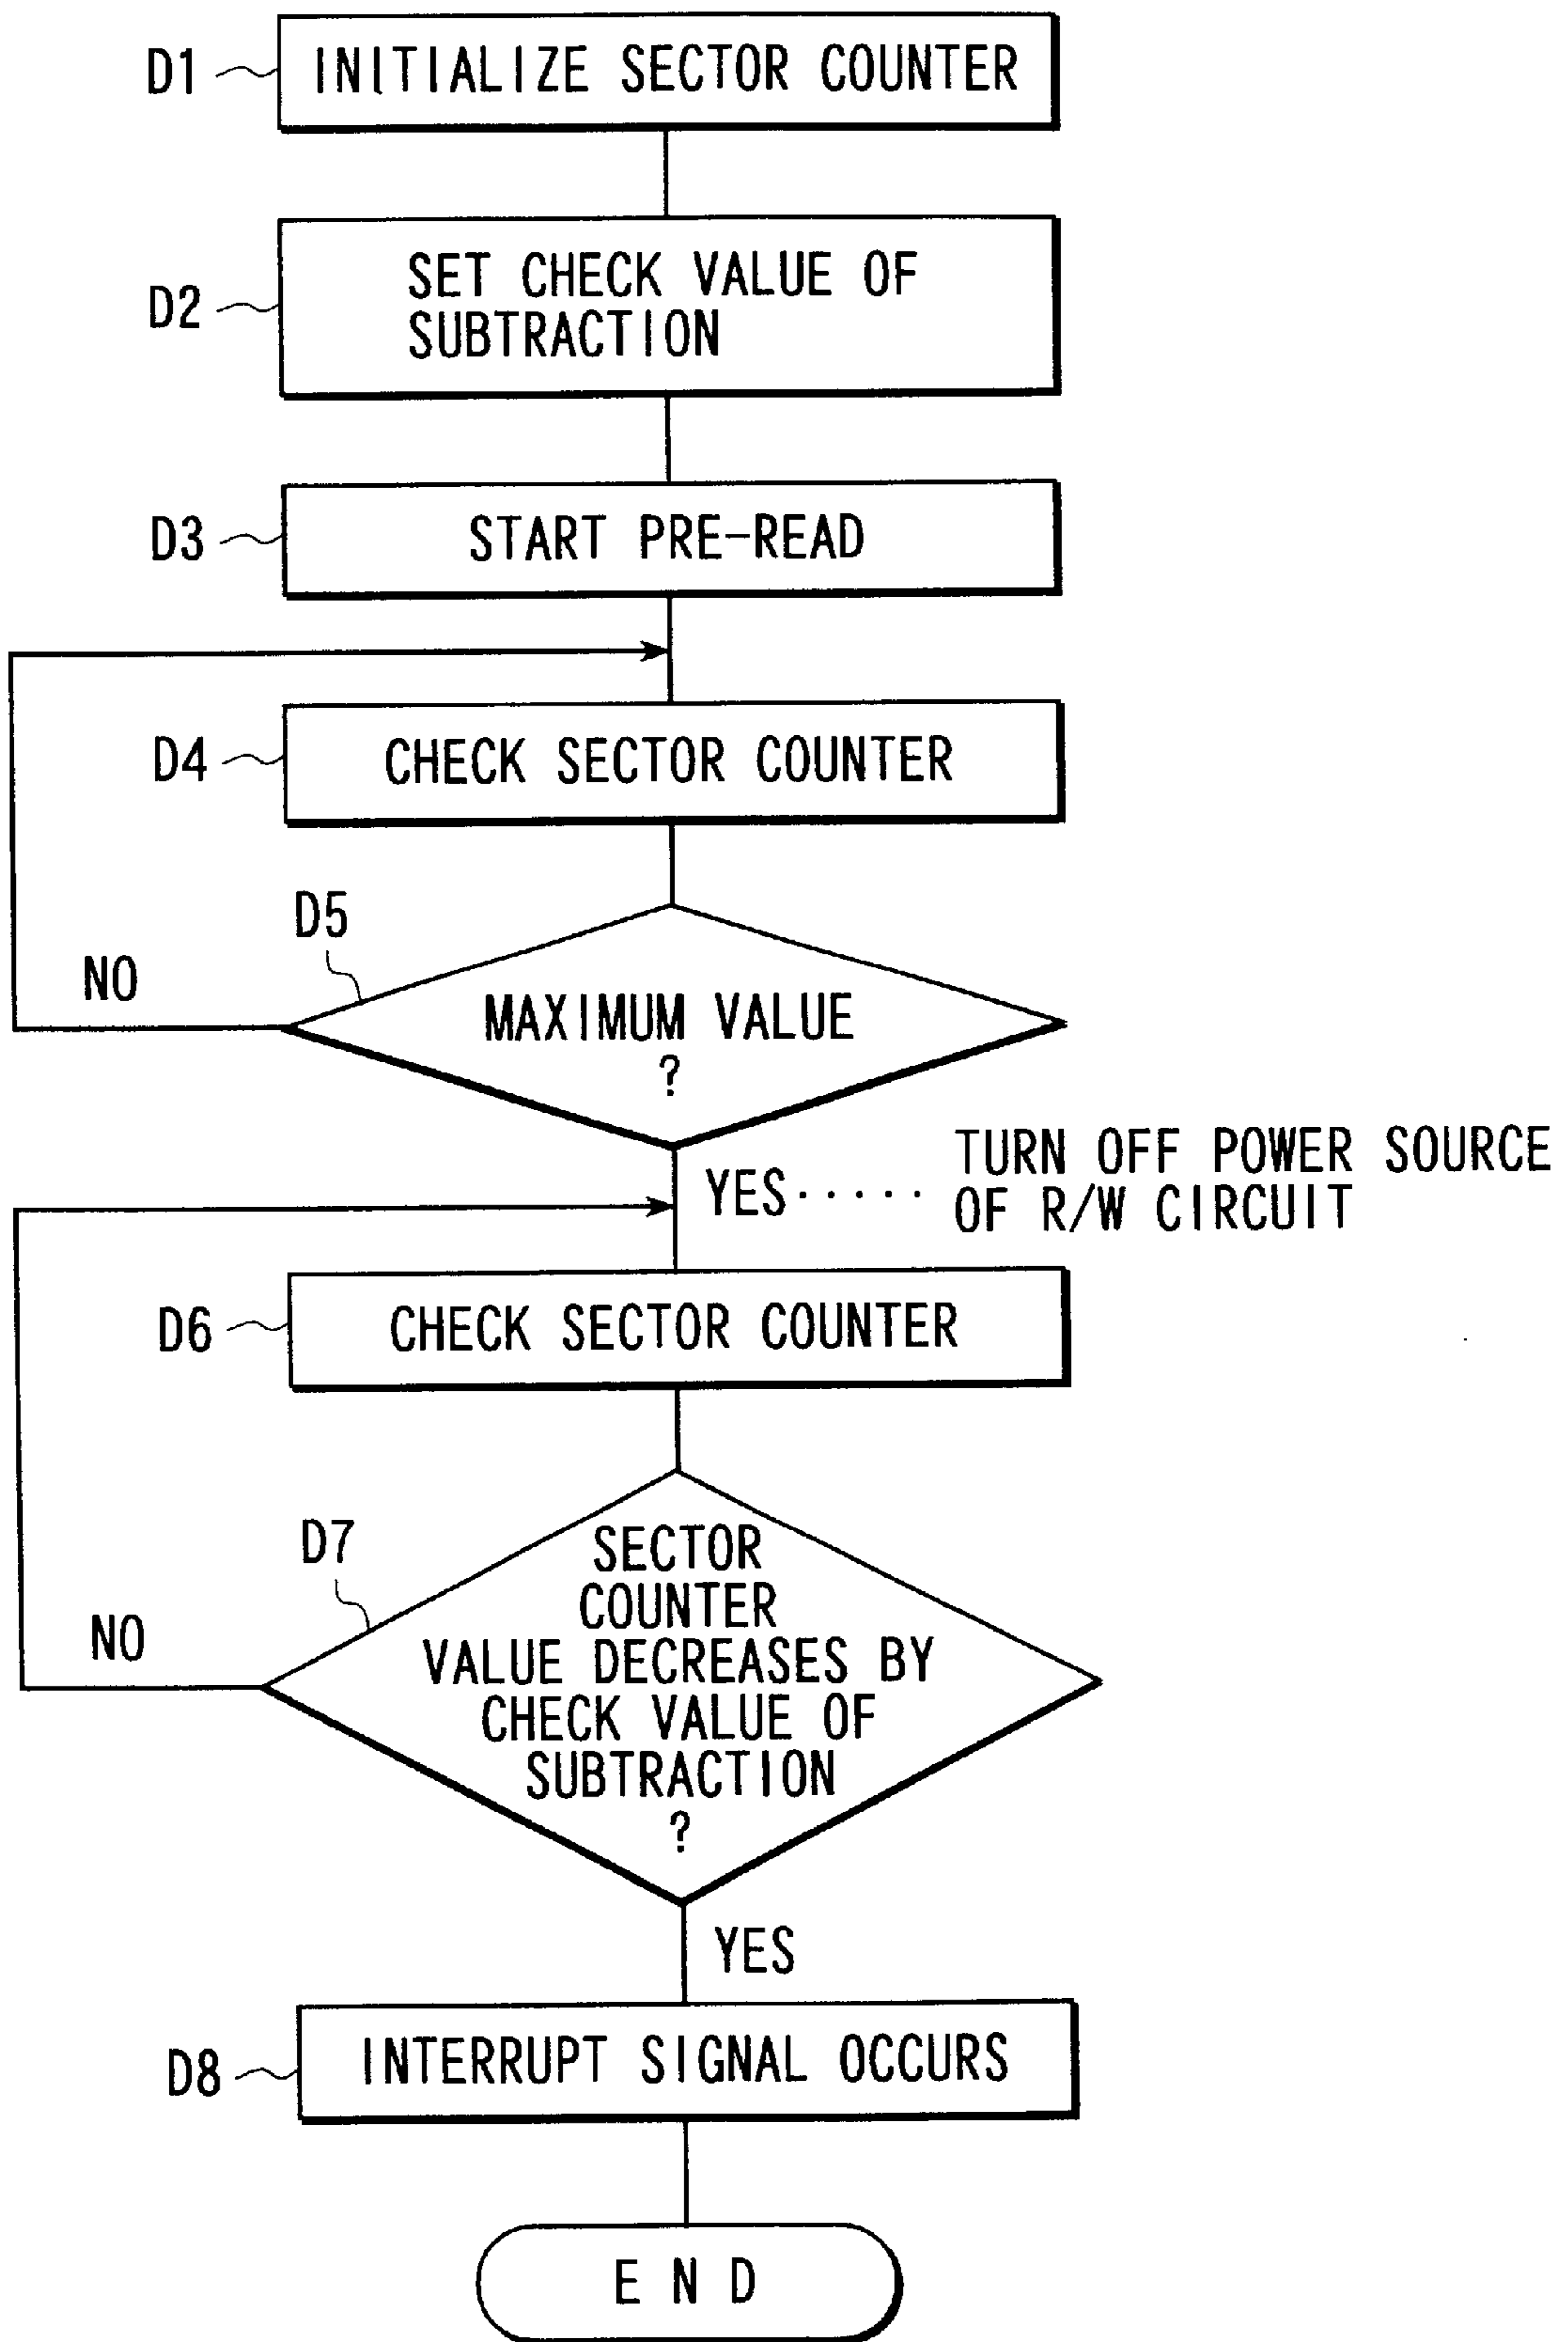 D1 INITIALIZE SECTOR COUNTER
D2
SET CHECK VALUE OF
SUBTRACTION
D3 START PRE-READ
D4 CHECK SECTOR COUNTER
D5
NO
MAXIMUM VALUE
?
YES ·····
TURN OFF POWER SOURCE
OF R/W CIRCUIT
D6 CHECK SECTOR COUNTER
D7
NO
SECTOR
COUNTER
VALUE DECREASES BY
CHECK VALUE OF
SUBTRACTION
?
YES
D8 INTERRUPT SIGNAL OCCURS
END